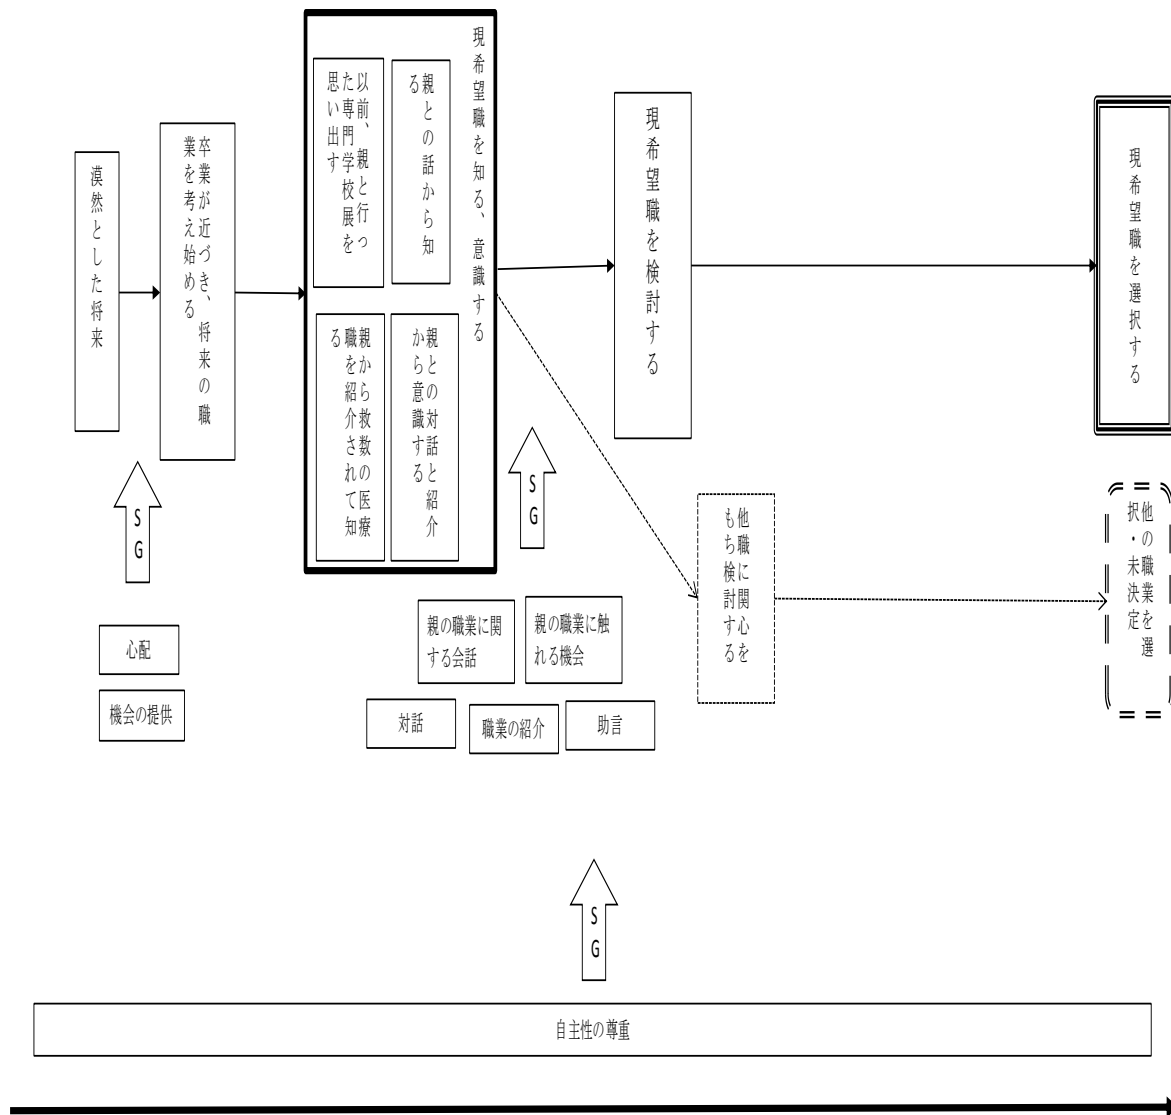 漠然とした将来
卒業が近づき、将来の職
業を考え始める
現希望職を知る、意識する
親との話から知
る
以前、親と行っ
た専門学校展を
思い出す
親との対話と紹介
から意識する
親から救数の医療
職を紹介されて知
る
現希望職を検討する
現希望職を選択する
他職に関心を
もち検討する
他の職業を選
択・未決定
SG
SG
心配
機会の提供
親の職業に関
する会話
親の職業に触
れる機会
対話
職業の紹介
助言
SG
自主性の尊重